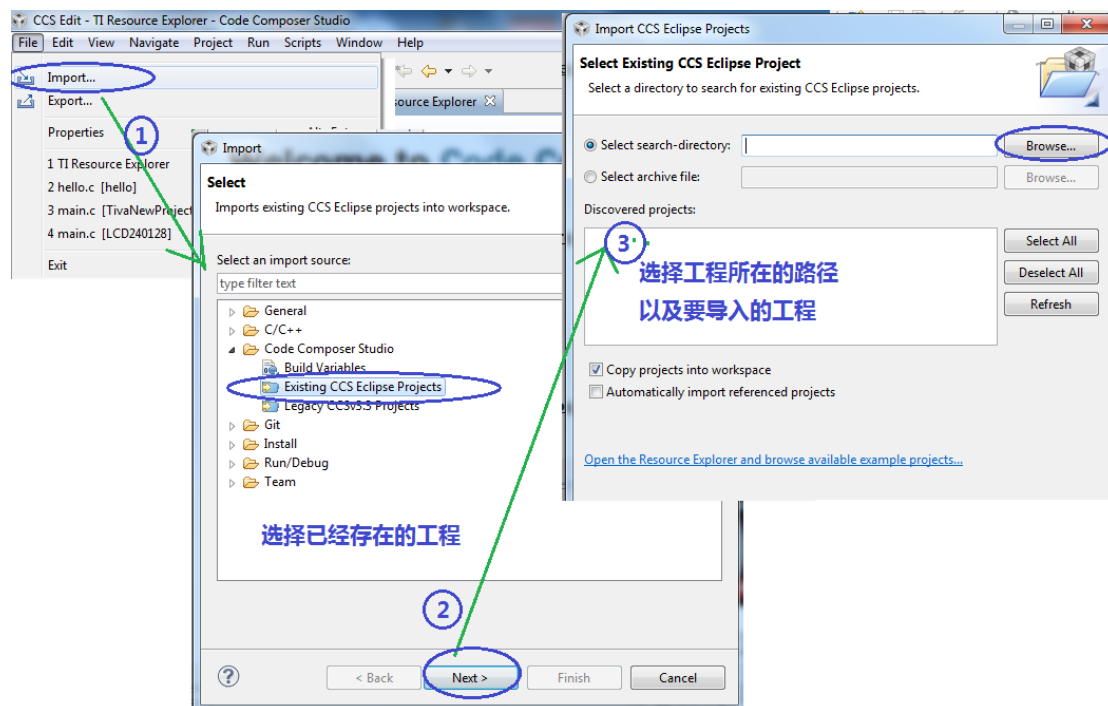 CCS Edit - TI Resource Explorer - Code Composer Studio
File Edit View Navigate Project Run Scripts Window Help
Import...
Export...
source Explorer
Properties
1 TI Resource Explorer
2 hello.c [hello]
3 main.c [TivaNewProject
4 main.c [LCD240128]
Exit
①
Welcome to Code C
Import
Select
Imports existing CCS Eclipse projects into workspace.
Select an import source:
type filter text
General
C/C++
Code Composer Studio
Build Variables
Existing CCS Eclipse Projects
Legacy CCSv3.3 Projects
Git
Install
Run/Debug
Team
选择已经存在的工程
②
< Back Next > Finish Cancel
Import CCS Eclipse Projects
Select Existing CCS Eclipse Project
Select a directory to search for existing CCS Eclipse projects.
Select search-directory: Browse...
Select archive file: Browse...
Discovered projects:
③
选择工程所在的路径
以及要导入的工程
Select All
Deselect All
Refresh
Copy projects into workspace
Automatically import referenced projects
Open the Resource Explorer and browse available example projects...